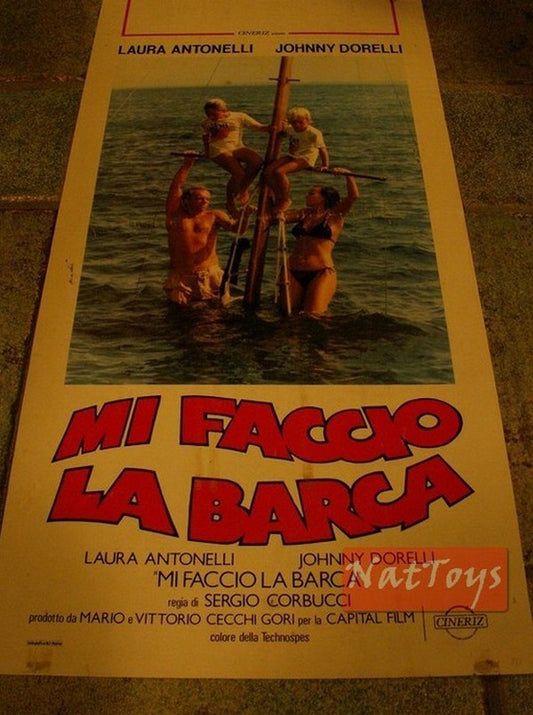 CINERIZ
LAURA ANTONELLI JOHNNY DORELLI
MI FACCIO
LA BARCA
LAURA ANTONELLI JOHNNY DORELLI
"MI FACCIO LA BARCA
regia di SERGIO CORBUCCI
prodotto da MARIO e VITTORIO CECCHI GORI per la CAPITAL FILM
colore della Technospes
NatToys
CINERIZ